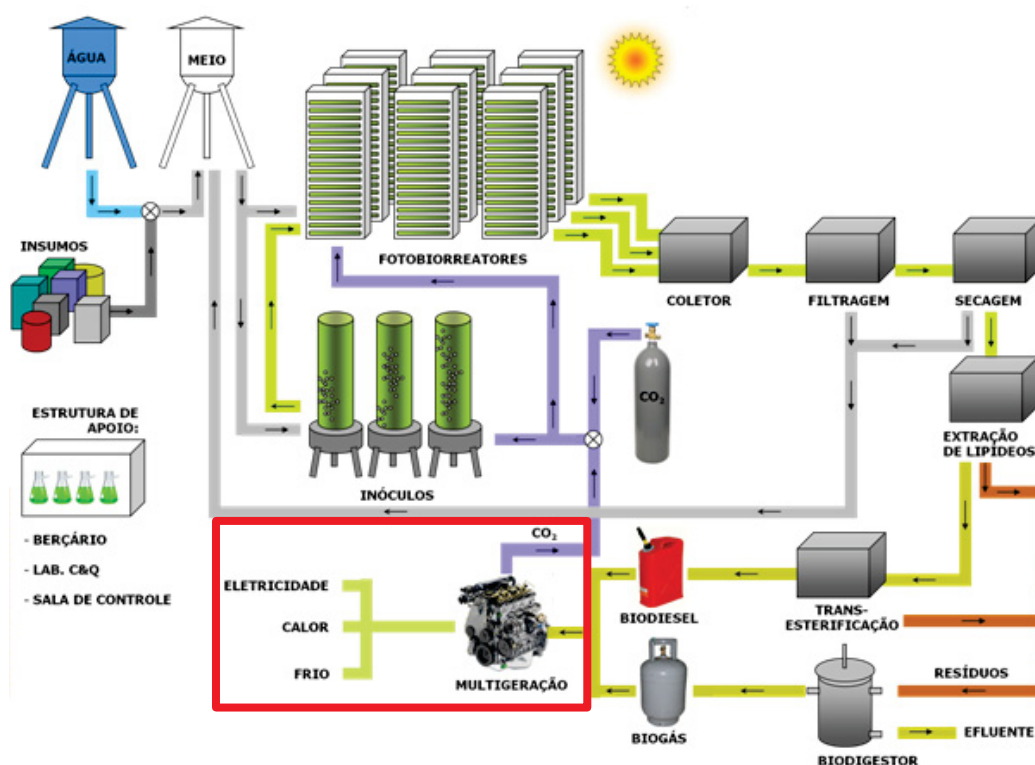 ÁGUA
MEIO
INSUMOS
FOTOBIORREATORES
COLETOR
FILTRAGEM
SECAGEM
CO₂
ESTRUTURA DE
APOIO:
EXTRAÇÃO
DE LIPÍDEOS
INÓCULOS
- BERÇÁRIO
- LAB. C&Q
- SALA DE CONTROLE
CO₂
ELETRICIDADE
CALOR
FRIO
MULTIGERAÇÃO
BIODIESEL
TRANS-
ESTERIFICAÇÃO
BIOGÁS
RESÍDUOS
EFLUENTE
BIODIGESTOR